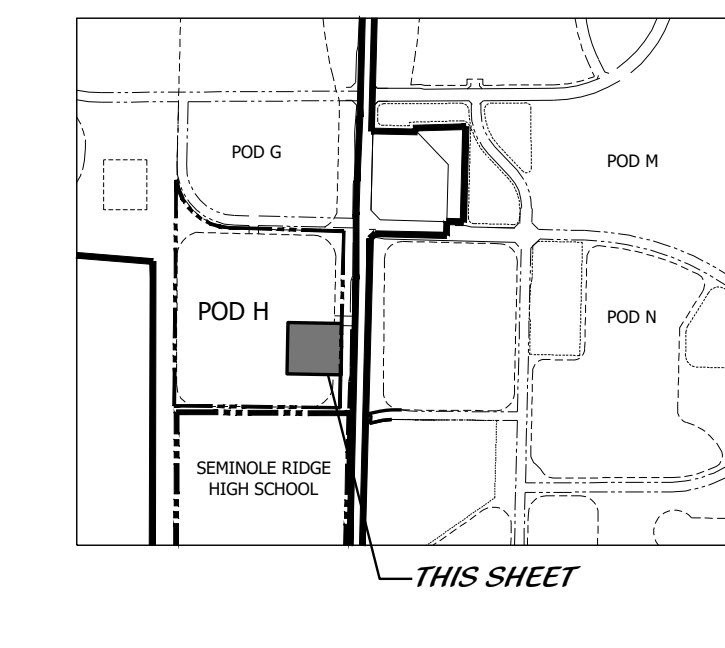 POD G
POD M
POD H
POD N
SEMINOLE RIDGE
HIGH SCHOOL
THIS SHEET